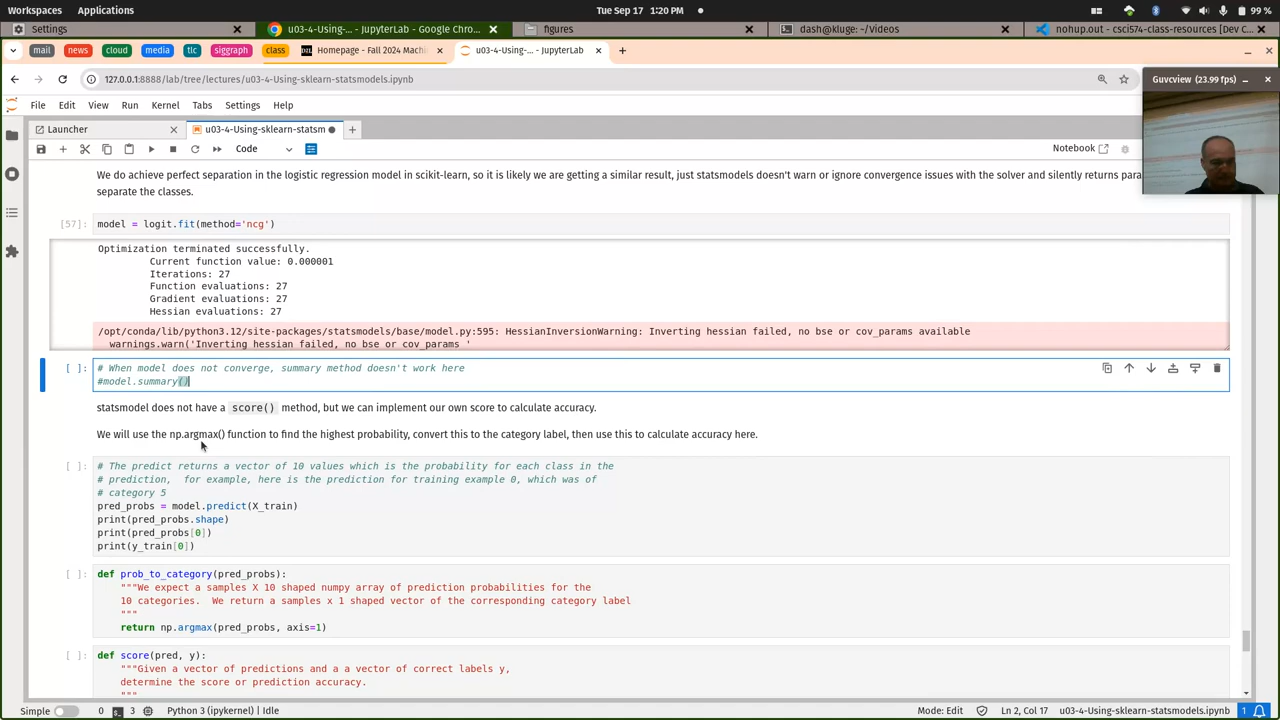 Workspaces Applications Tue Sep 17 1:20 PM 99 %
Settings u03-4-Using-... - JupyterLab - Google Chro... figures dash@kluge: ~/Videos nohup.out - csci574-class-resources [Dev C...
mail news cloud media tlc siggraph class Homepage - Fall 2024 Machi u03-4-Using-... - JupyterLab
127.0.0.1:8888/lab/tree/lectures/u03-4-Using-sklearn-statsmodels.ipynb
Guvcview (23.99 fps)
File Edit View Run Kernel Tabs Settings Help
Launcher u03-4-Using-sklearn-statsm
Code Notebook
We do achieve perfect separation in the logistic regression model in scikit-learn, so it is likely we are getting a similar result, just statsmodels doesn't warn or ignore convergence issues with the solver and silently returns para
separate the classes.
[57]: model = logit.fit(method='ncg')
Optimization terminated successfully.
Current function value: 0.000001
Iterations: 27
Function evaluations: 27
Gradient evaluations: 27
Hessian evaluations: 27
/opt/conda/lib/python3.12/site-packages/statsmodels/base/model.py:595: HessianInversionWarning: Inverting hessian failed, no bse or cov_params available
warnings.warn('Inverting hessian failed, no bse or cov_params '
[ ]: # When model does not converge, summary method doesn't work here
#model.summary()
statsmodel does not have a score() method, but we can implement our own score to calculate accuracy.
We will use the np.argmax() function to find the highest probability, convert this to the category label, then use this to calculate accuracy here.
[ ]: # The predict returns a vector of 10 values which is the probability for each class in the
# prediction, for example, here is the prediction for training example 0, which was of
# category 5
pred_probs = model.predict(X_train)
print(pred_probs.shape)
print(pred_probs[0])
print(y_train[0])
[ ]: def prob_to_category(pred_probs):
"""We expect a samples X 10 shaped numpy array of prediction probabilities for the
10 categories. We return a samples x 1 shaped vector of the corresponding category label
"""
return np.argmax(pred_probs, axis=1)
[ ]: def score(pred, y):
"""Given a vector of predictions and a a vector of correct labels y,
determine the score or prediction accuracy.
"""
Simple 0 3 Python 3 (ipykernel) | Idle Mode: Edit Ln 2, Col 17 u03-4-Using-sklearn-statsmodels.ipynb 1